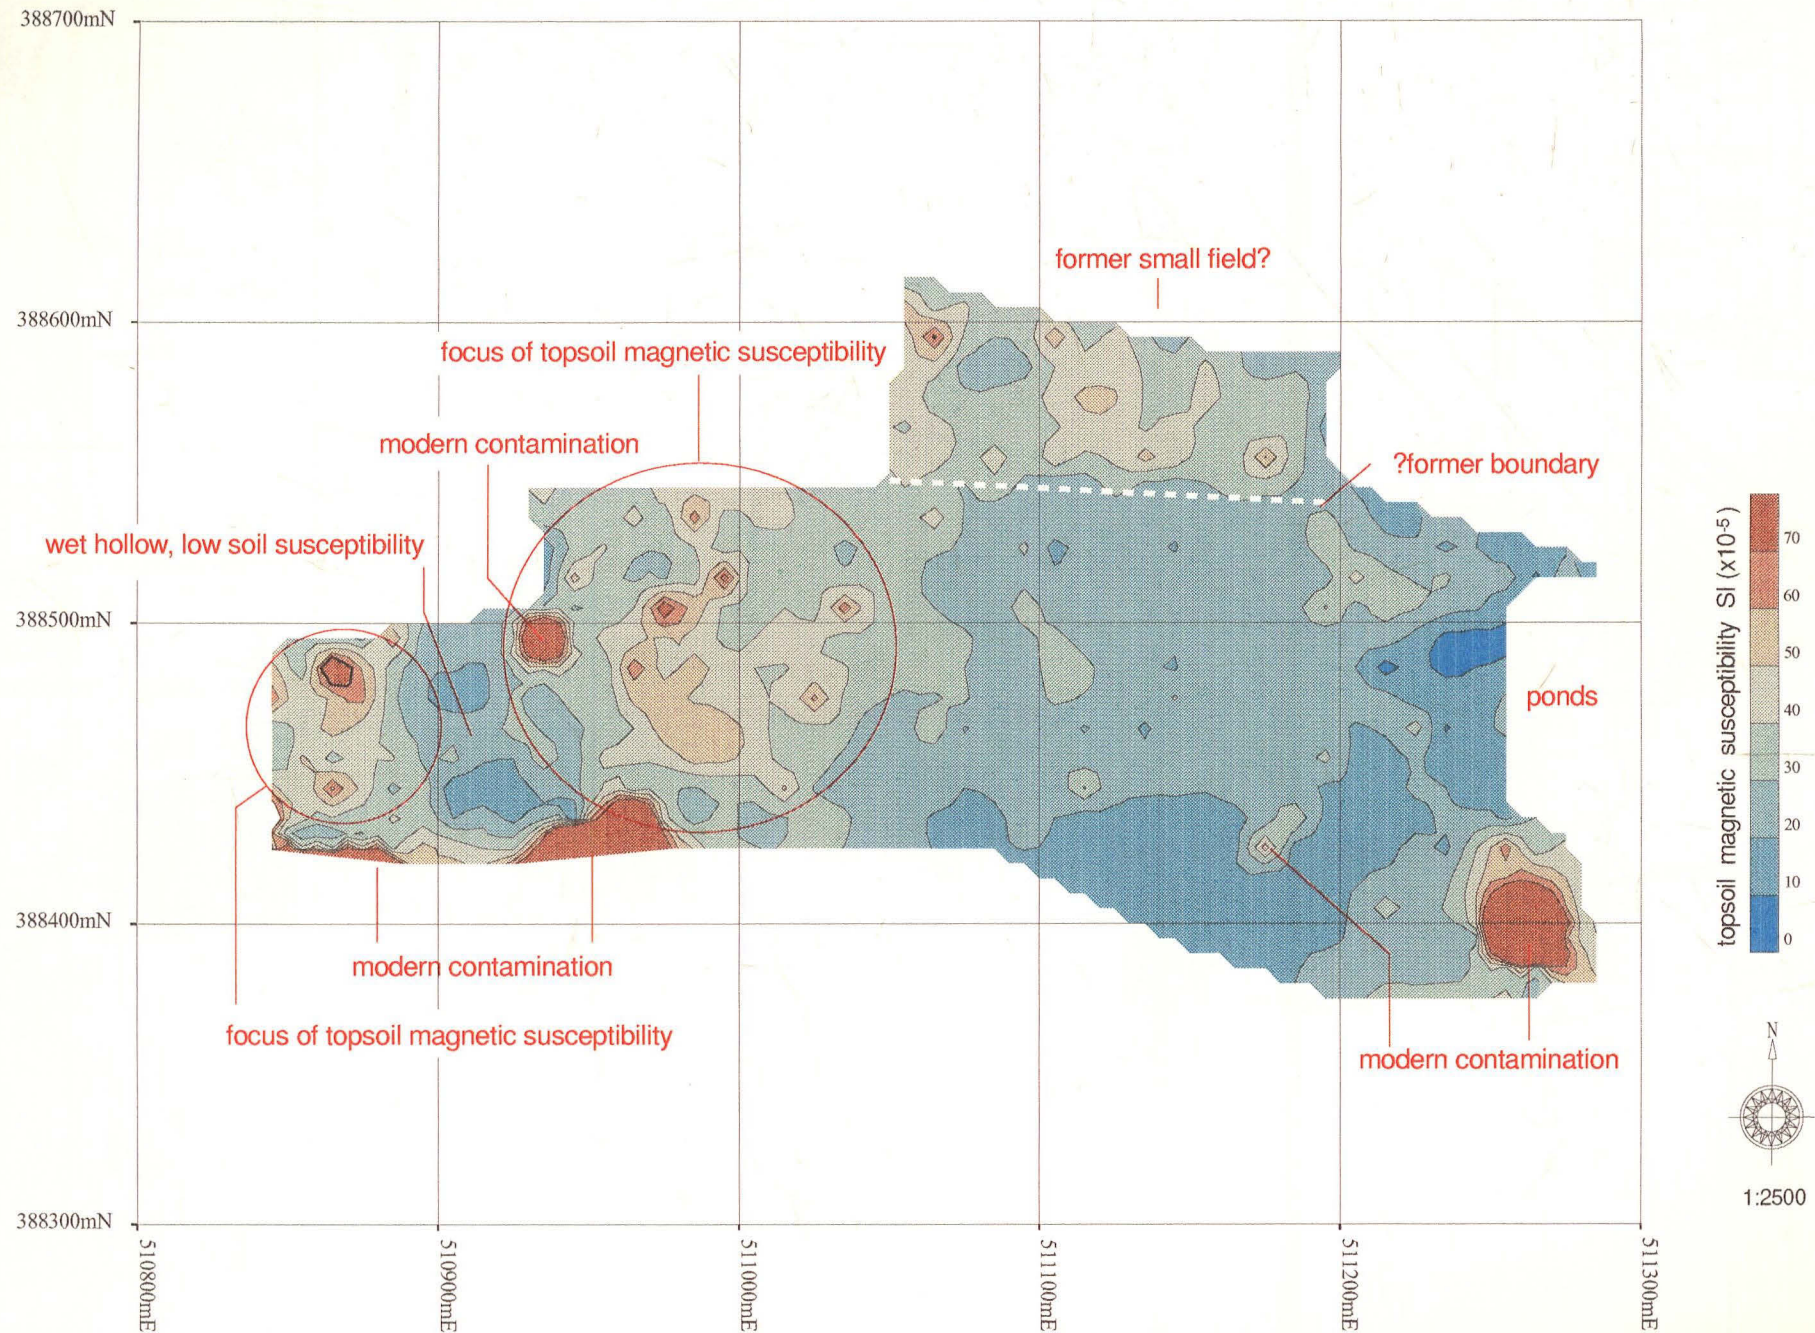 388700mN
former small field?
388600mN
focus of topsoil magnetic susceptibility
modern contamination
?former boundary
wet hollow, low soil susceptibility
388500mN
ponds
388400mN
modern contamination
focus of topsoil magnetic susceptibility
modern contamination
388300mN
510800mE
510900mE
511000mE
511100mE
511200mE
511300mE
topsoil magnetic susceptibility SI (x10-5)
70
60
50
40
30
20
10
0
N
1:2500